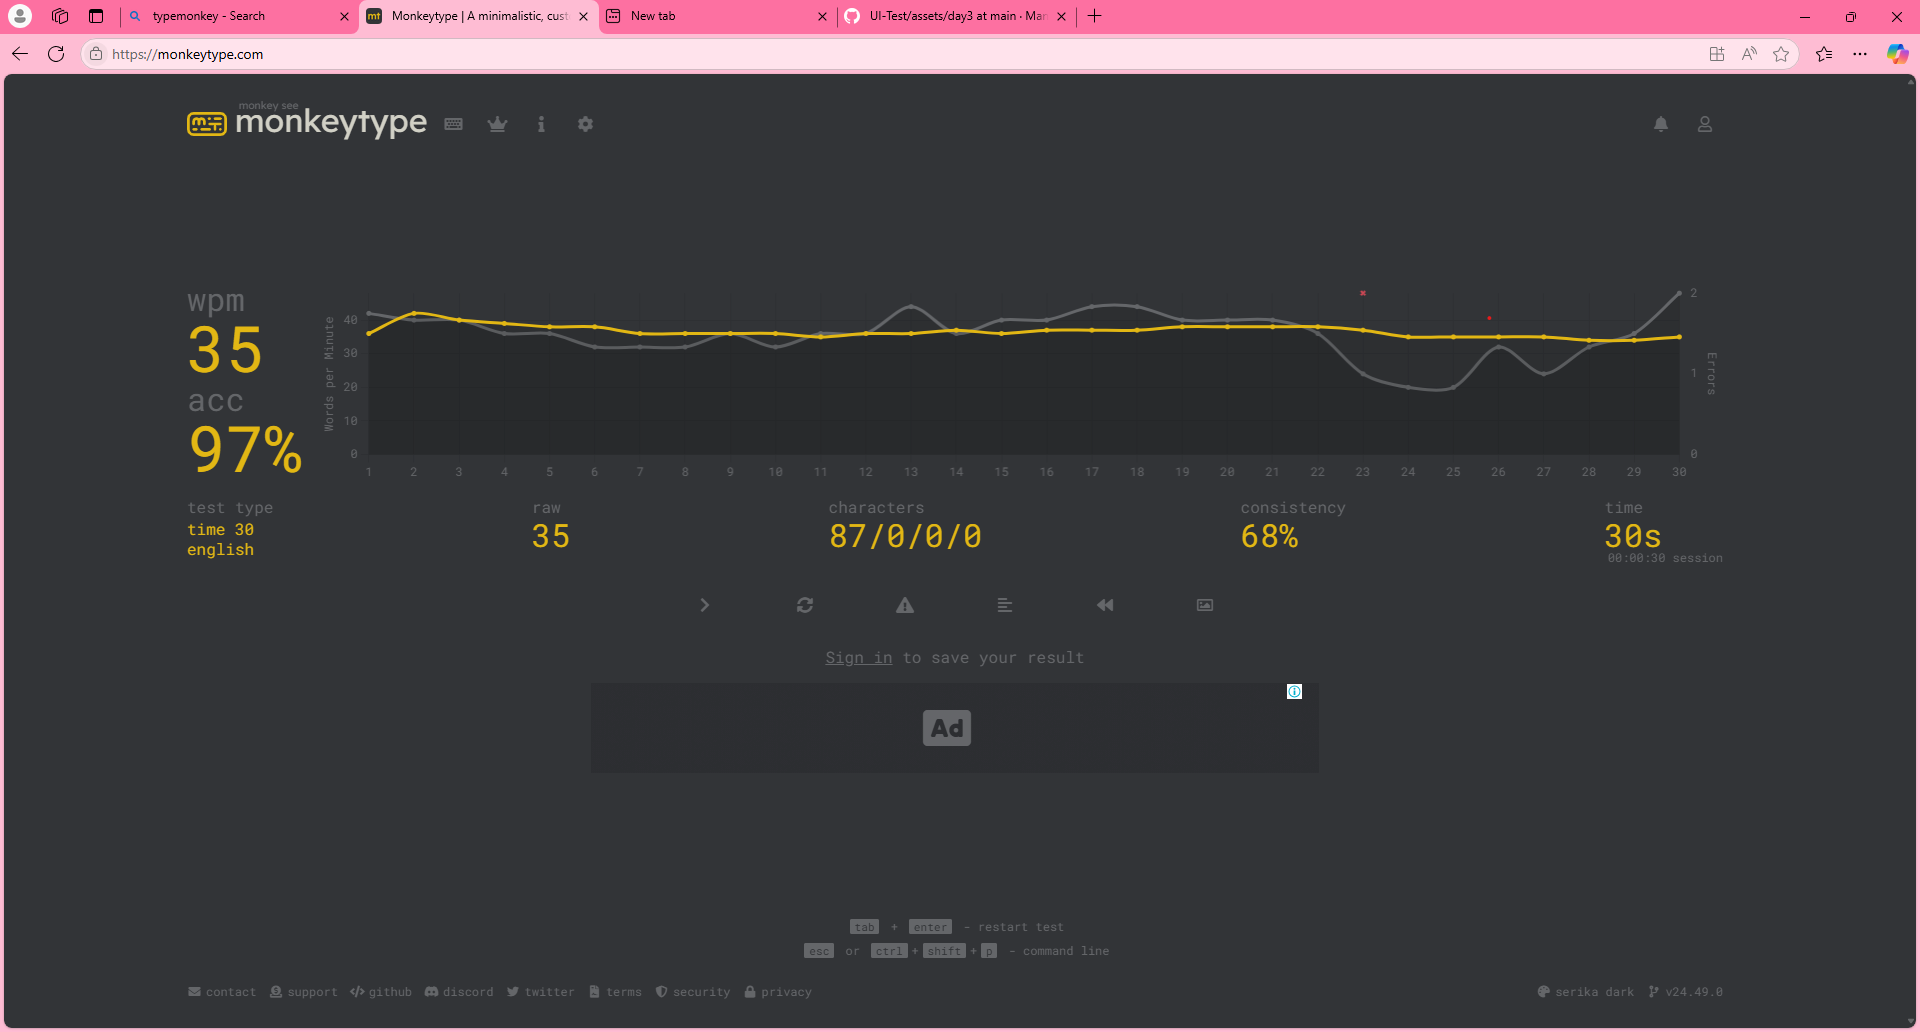 typemonkey - Search
Monkeytype | A minimalistic, cust
New tab
UI-Test/assets/day3 at main · Mar
https://monkeytype.com
monkey see
monkeytype
wpm
35
acc
97%
Words per Minute
40
30
20
10
0
1 2 3 4 5 6 7 8 9 10 11 12 13 14 15 16 17 18 19 20 21 22 23 24 25 26 27 28 29 30
2
1
0
Errors
test type
time 30
english
raw
35
characters
87/0/0/0
consistency
68%
time
30s
00:00:30 session
Sign in to save your result
Ad
tab + enter - restart test
esc or ctrl + shift + p - command line
contact support github discord twitter terms security privacy
serika dark v24.49.0